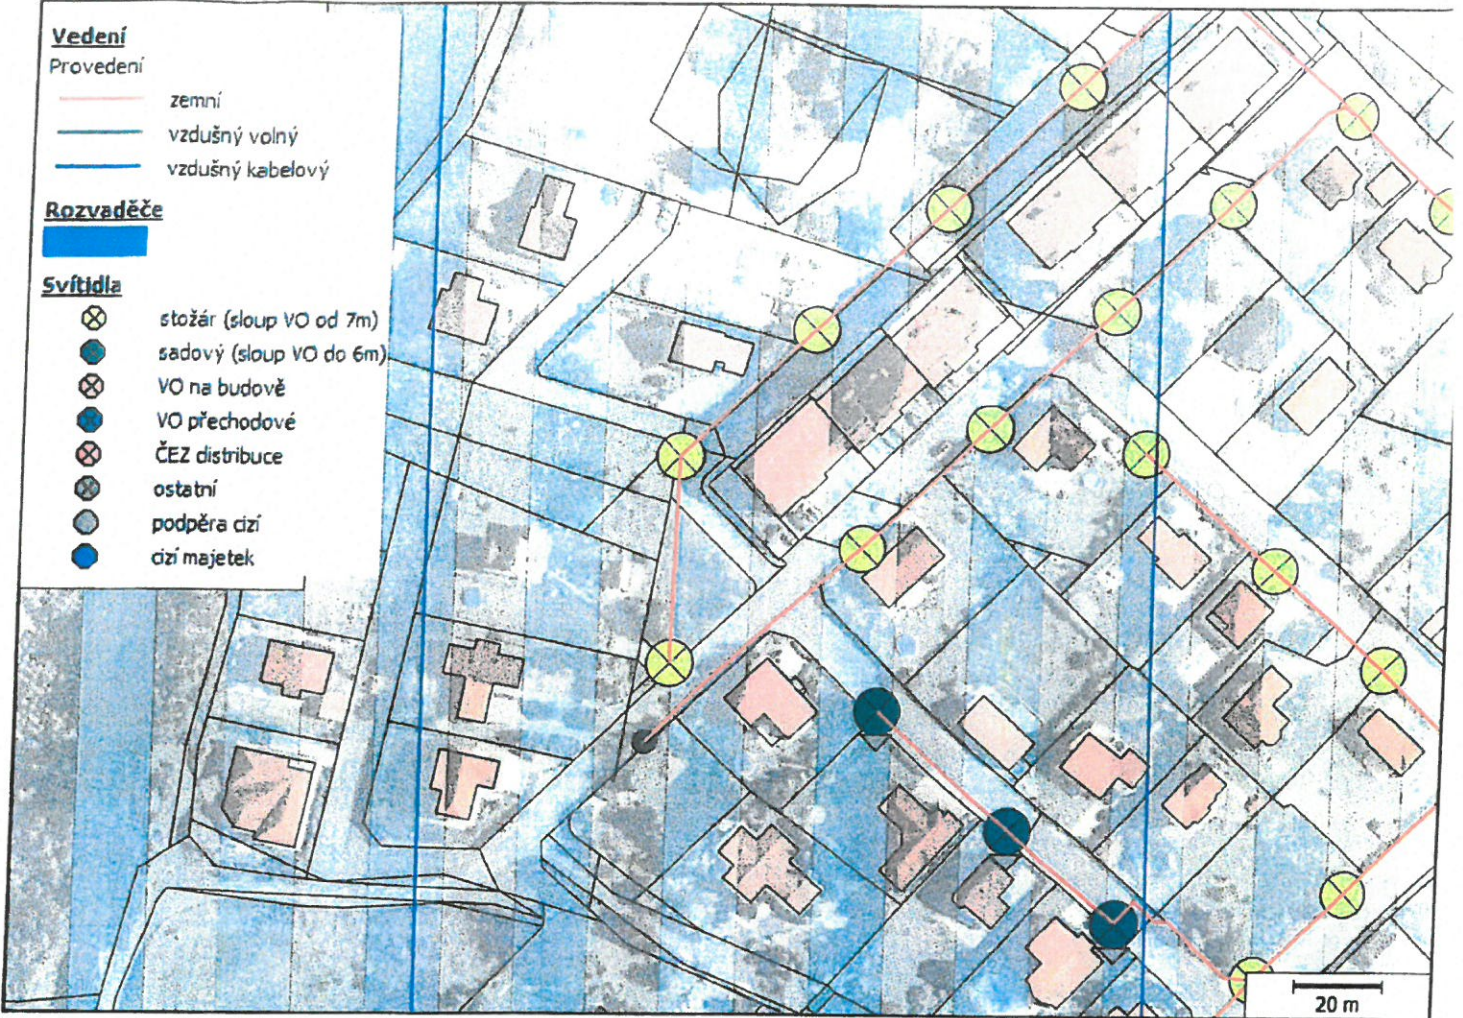 Vedení
Provedení
zemní
vzdušný volný
vzdušný kabelový
Rozvaděče
Svítidla
stožár (sloup VO od 7m)
sadový (sloup VO do 6m)
VO na budově
VO přechodové
ČEZ distribuce
ostatní
podpěra cizí
cizí majetek
20 m